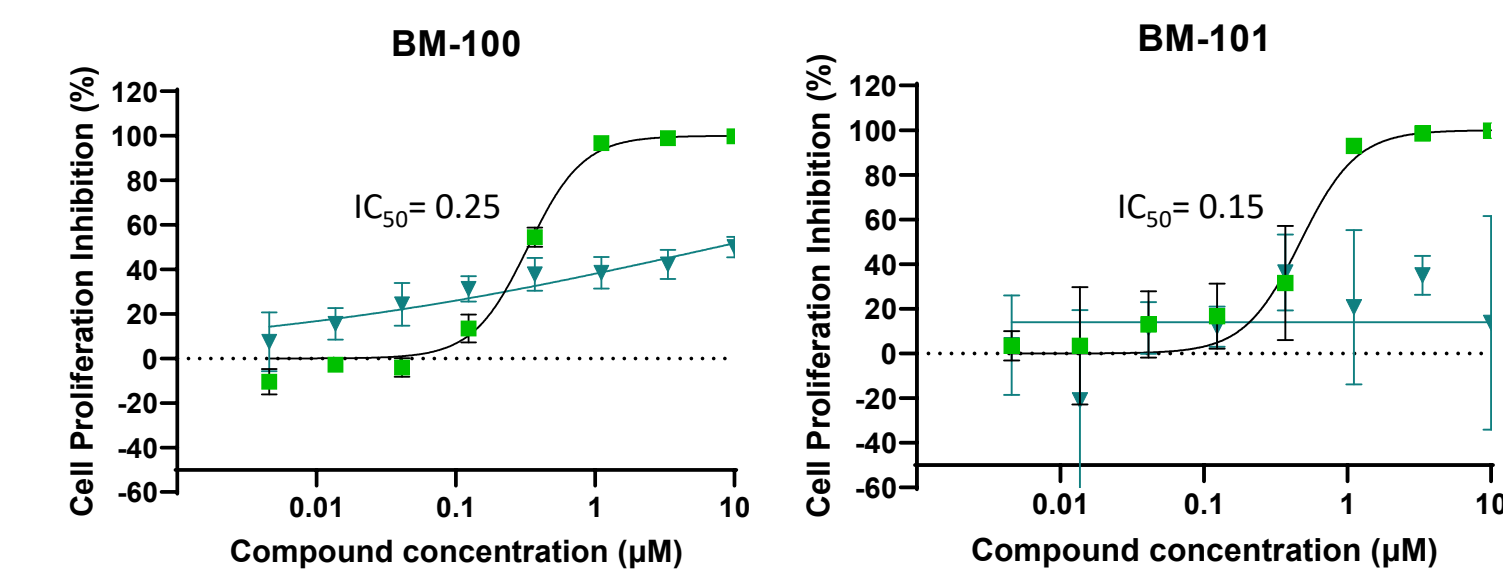 BM-100
Cell Proliferation Inhibition (%)
120
100
80
60
40
20
0
-20
-40
-60
IC50= 0.25
0.01 0.1 1 10
Compound concentration (µM)
BM-101
Cell Proliferation Inhibition (%)
120
100
80
60
40
20
0
-20
-40
-60
IC50= 0.15
0.01 0.1 1 10
Compound concentration (µM)